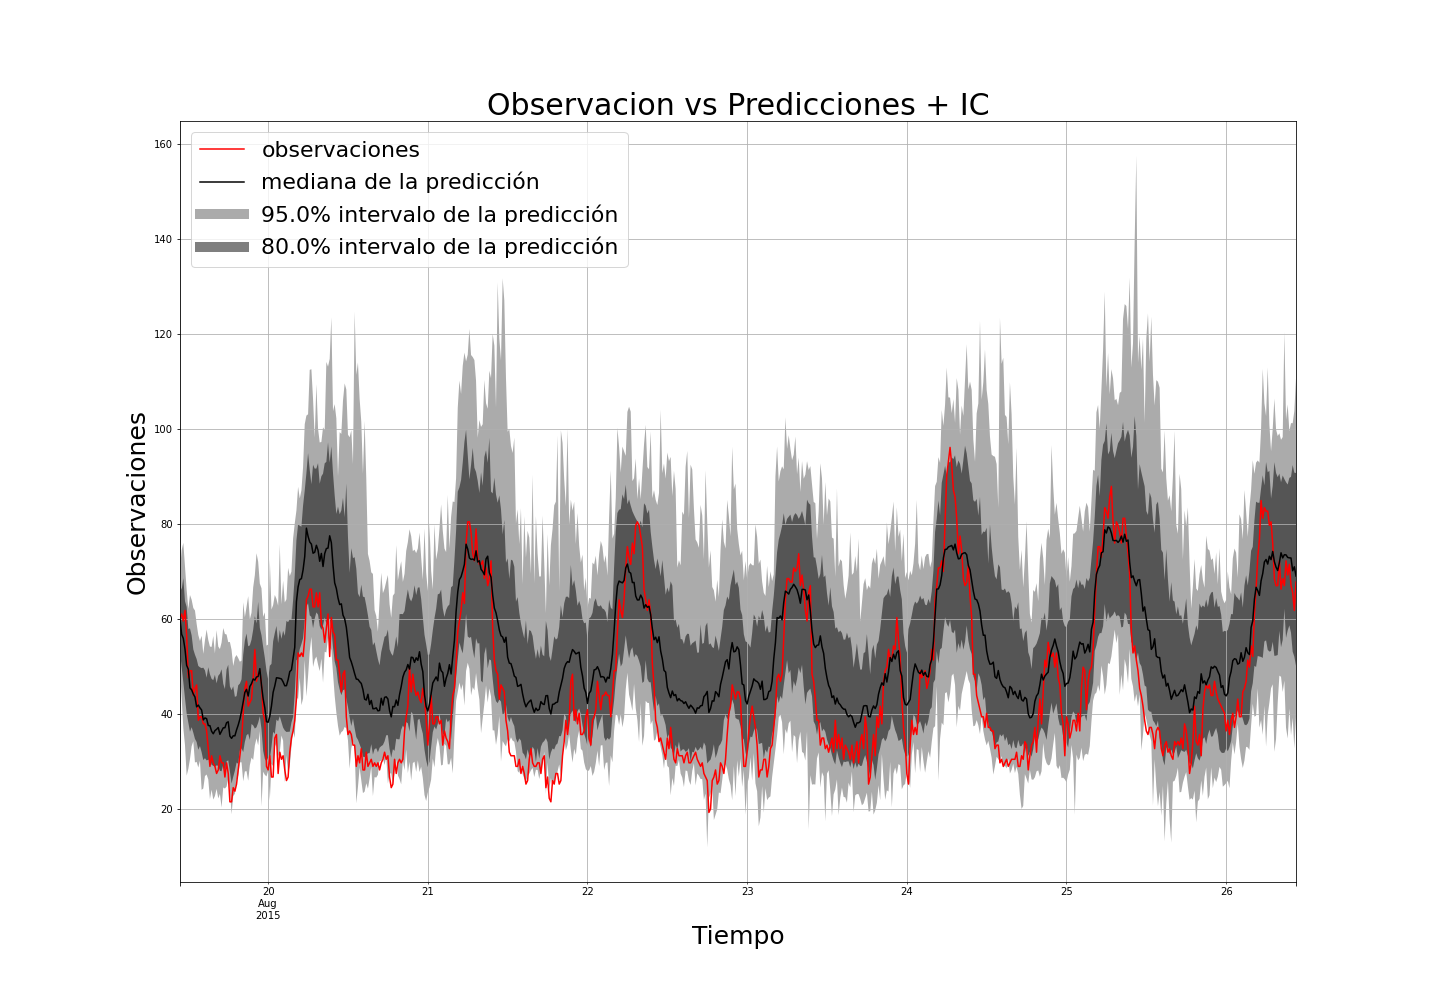 Observacion vs Predicciones + IC
observaciones
mediana de la predicción
95.0% intervalo de la predicción
80.0% intervalo de la predicción
Observaciones
160
140
120
100
80
60
40
20
20 21 22 23 24 25 26
Aug
2015
Tiempo